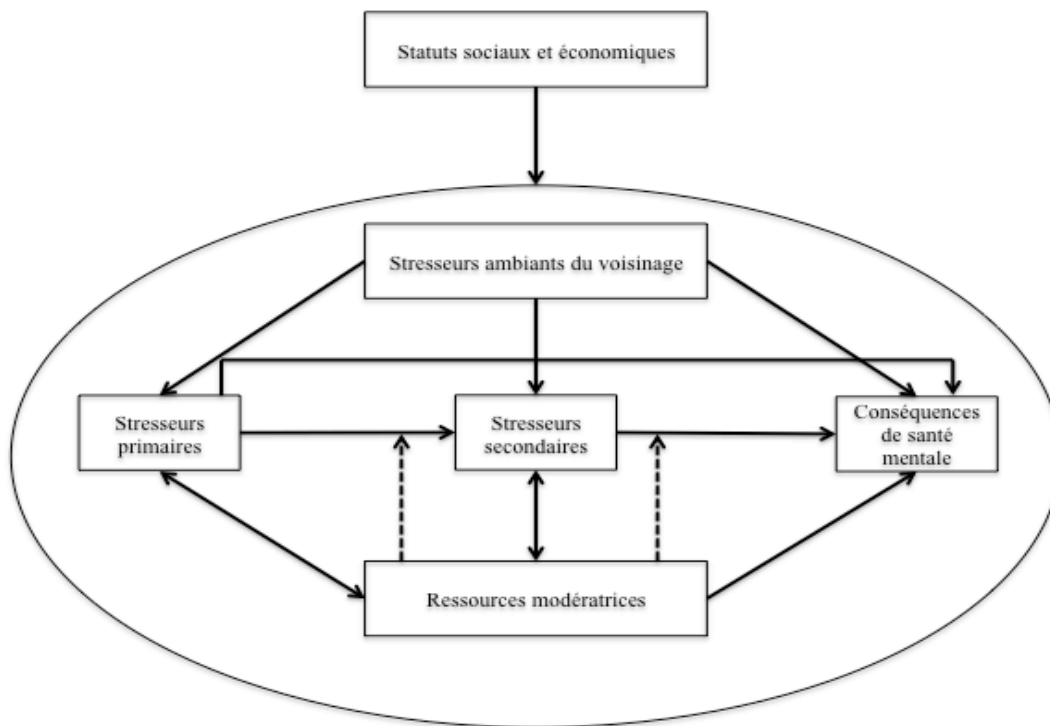 Statuts sociaux et économiques
Stresseurs ambiants du voisinage
Stresseurs
primaires
Stresseurs
secondaires
Conséquences
de santé
mentale
Ressources modératrices